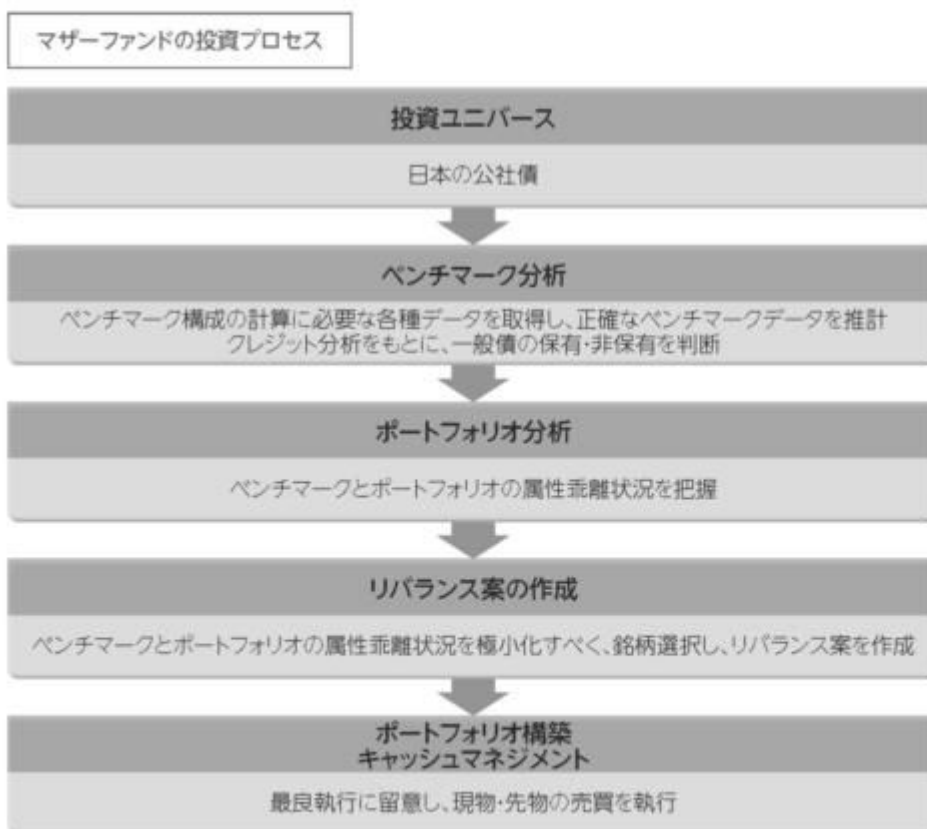 マザーファンドの投資プロセス
投資ユニバース
日本の公社債
ベンチマーク分析
ベンチマーク構成の計算に必要な各種データを取得し、正確なベンチマークデータを推計
クレジット分析をもとに、一般債の保有・非保有を判断
ポートフォリオ分析
ベンチマークとポートフォリオの属性乖離状況を把握
リバランス案の作成
ベンチマークとポートフォリオの属性乖離状況を極小化すべく、銘柄選択し、リバランス案を作成
ポートフォリオ構築
キャッシュマネジメント
最良執行に留意し、現物・先物の売買を執行